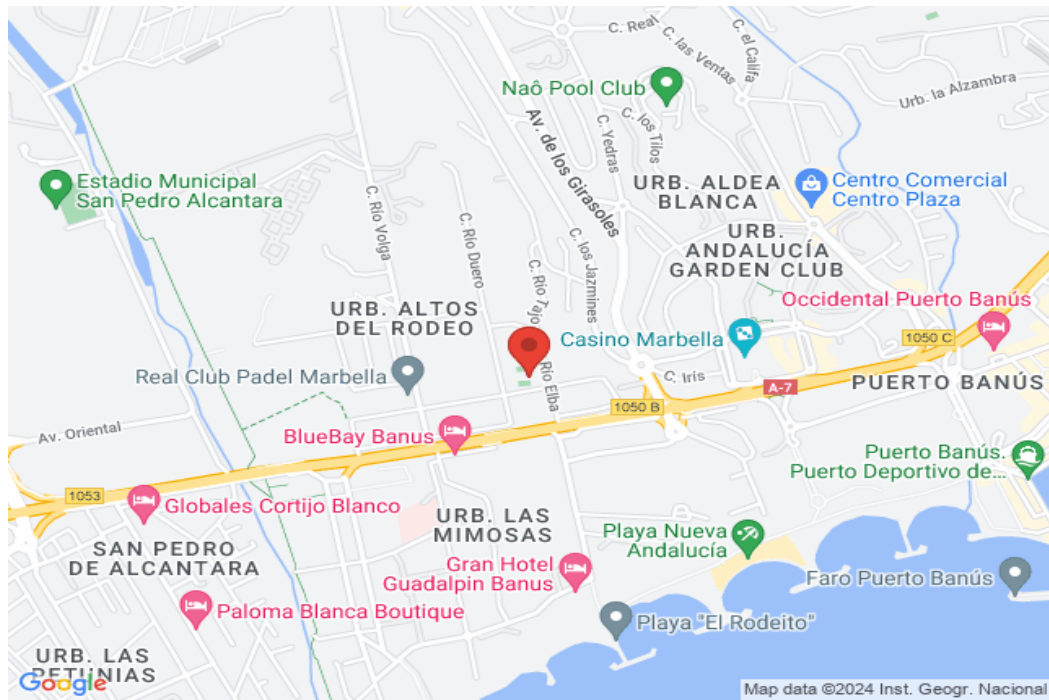 C. Real
C. las Ventas
C. el Califa
Naô Pool Club
Urb. la Alzambra
Av. de los Girasoles
C. Yedras
C. los Tilos
Estadio Municipal
San Pedro Alcantara
URB. ALDEA
BLANCA
Centro Comercial
Centro Plaza
C. Río Volga
C. Río Duero
C. Río Tajo
C. los Jazmines
URB.
ANDALUCÍA
GARDEN CLUB
URB. ALTOS
DEL RODEO
Occidental Puerto Banús
Casino Marbella
1050 C
Real Club Padel Marbella
Río Elba
C. Iris
A-7
PUERTO BANÚS
1050 B
Av. Oriental
BlueBay Banus
Puerto Banús.
Puerto Deportivo de...
1053
Globales Cortijo Blanco
URB. LAS
MIMOSAS
Playa Nueva
Andalucía
SAN PEDRO
DE ALCANTARA
Gran Hotel
Guadalpin Banus
Faro Puerto Banús
Paloma Blanca Boutique
Playa "El Rodeito"
URB. LAS
PETUNIAS
Google
Map data ©2024 Inst. Geogr. Nacional